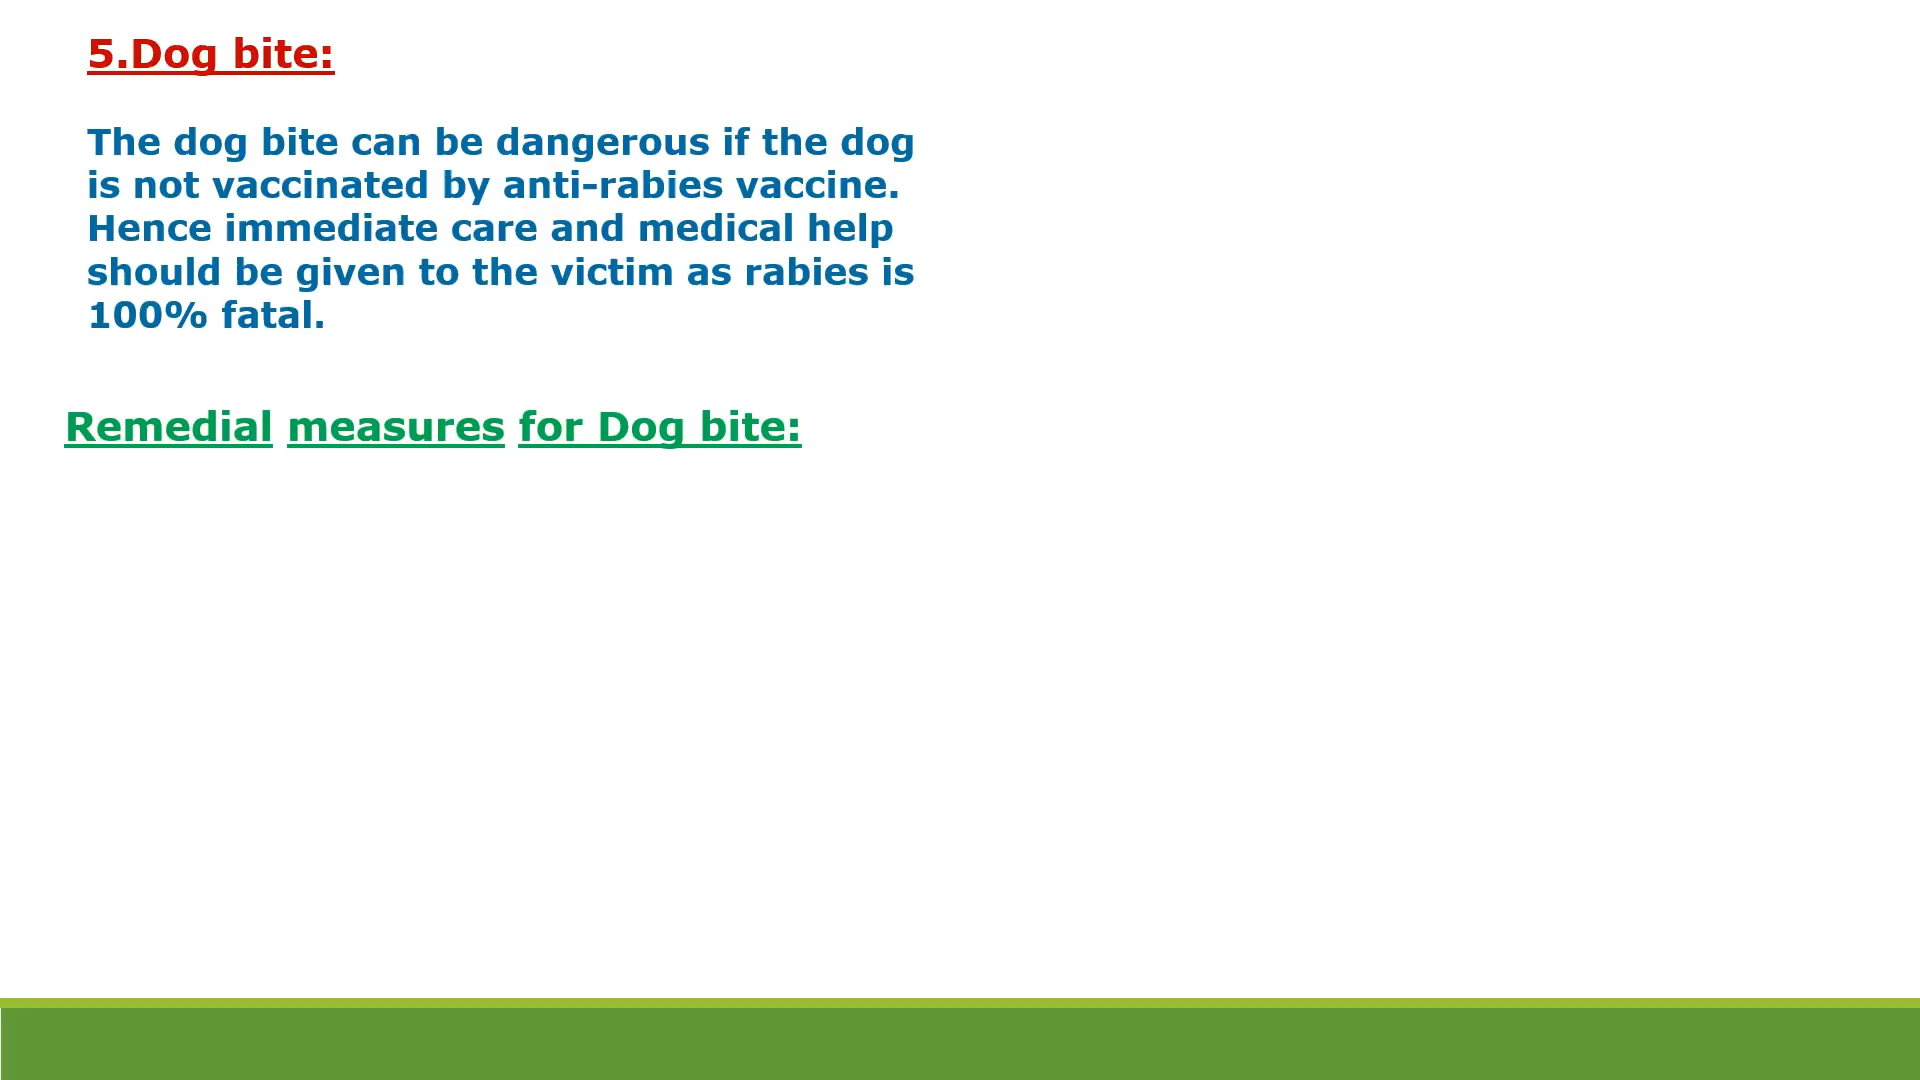 5.Dog bite:
The dog bite can be dangerous if the dog
is not vaccinated by anti-rabies vaccine.
Hence immediate care and medical help
should be given to the victim as rabies is
100% fatal.
Remedial measures for Dog bite: